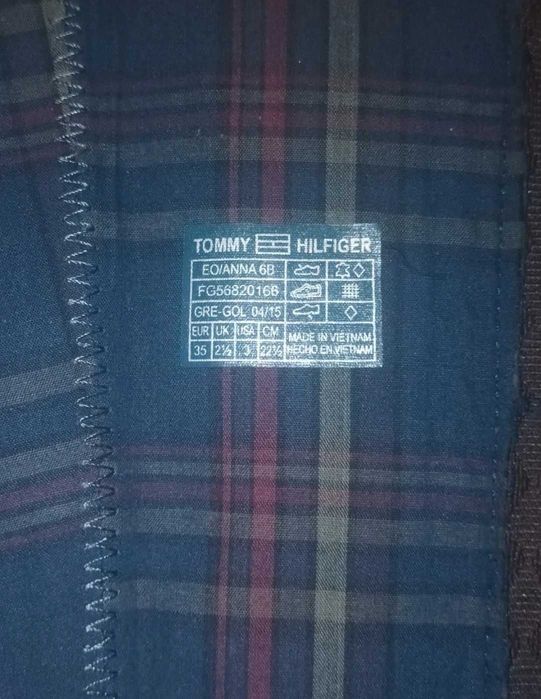 TOMMY HILFIGER
EO/ANNA 6B
FG56820166
GRE-GOL 04/15
EUR UK USA CM
35 2½ 3 22½
MADE IN VIETNAM
HECHO EN VIETNAM